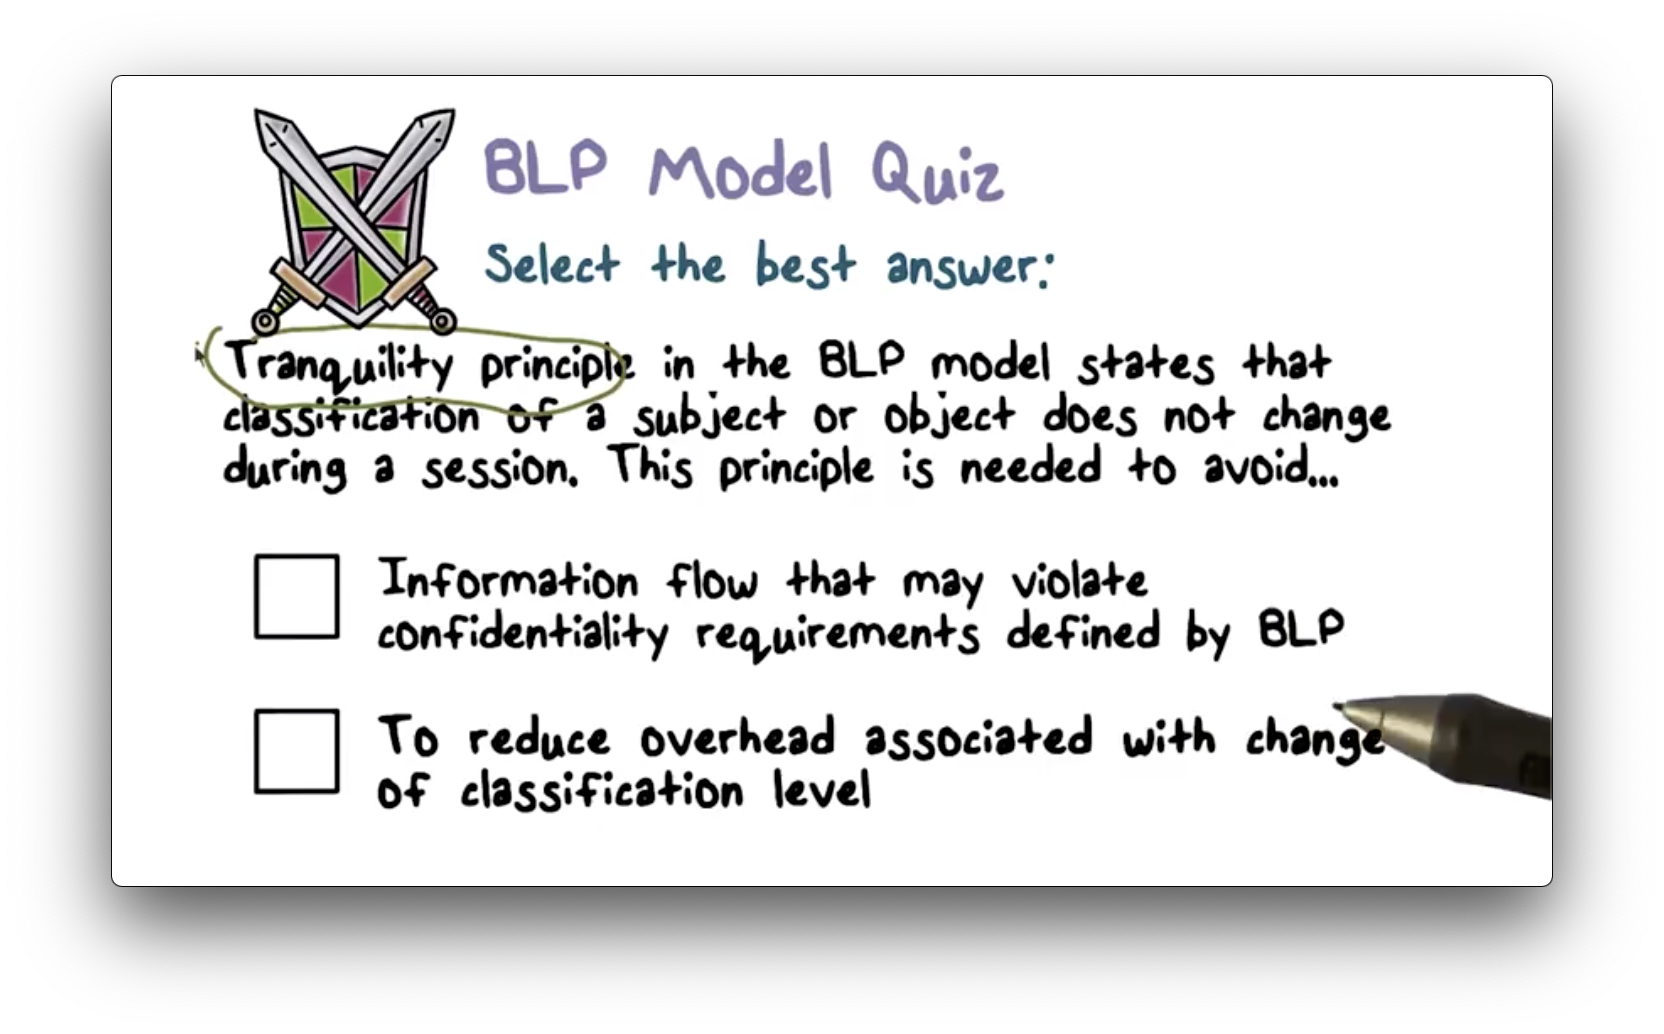 BLP Model Quiz
Select the best answer:
Tranquility principle in the BLP model states that
classification of a subject or object does not change
during a session. This principle is needed to avoid...
Information flow that may violate
confidentiality requirements defined by BLP
To reduce overhead associated with change
of classification level